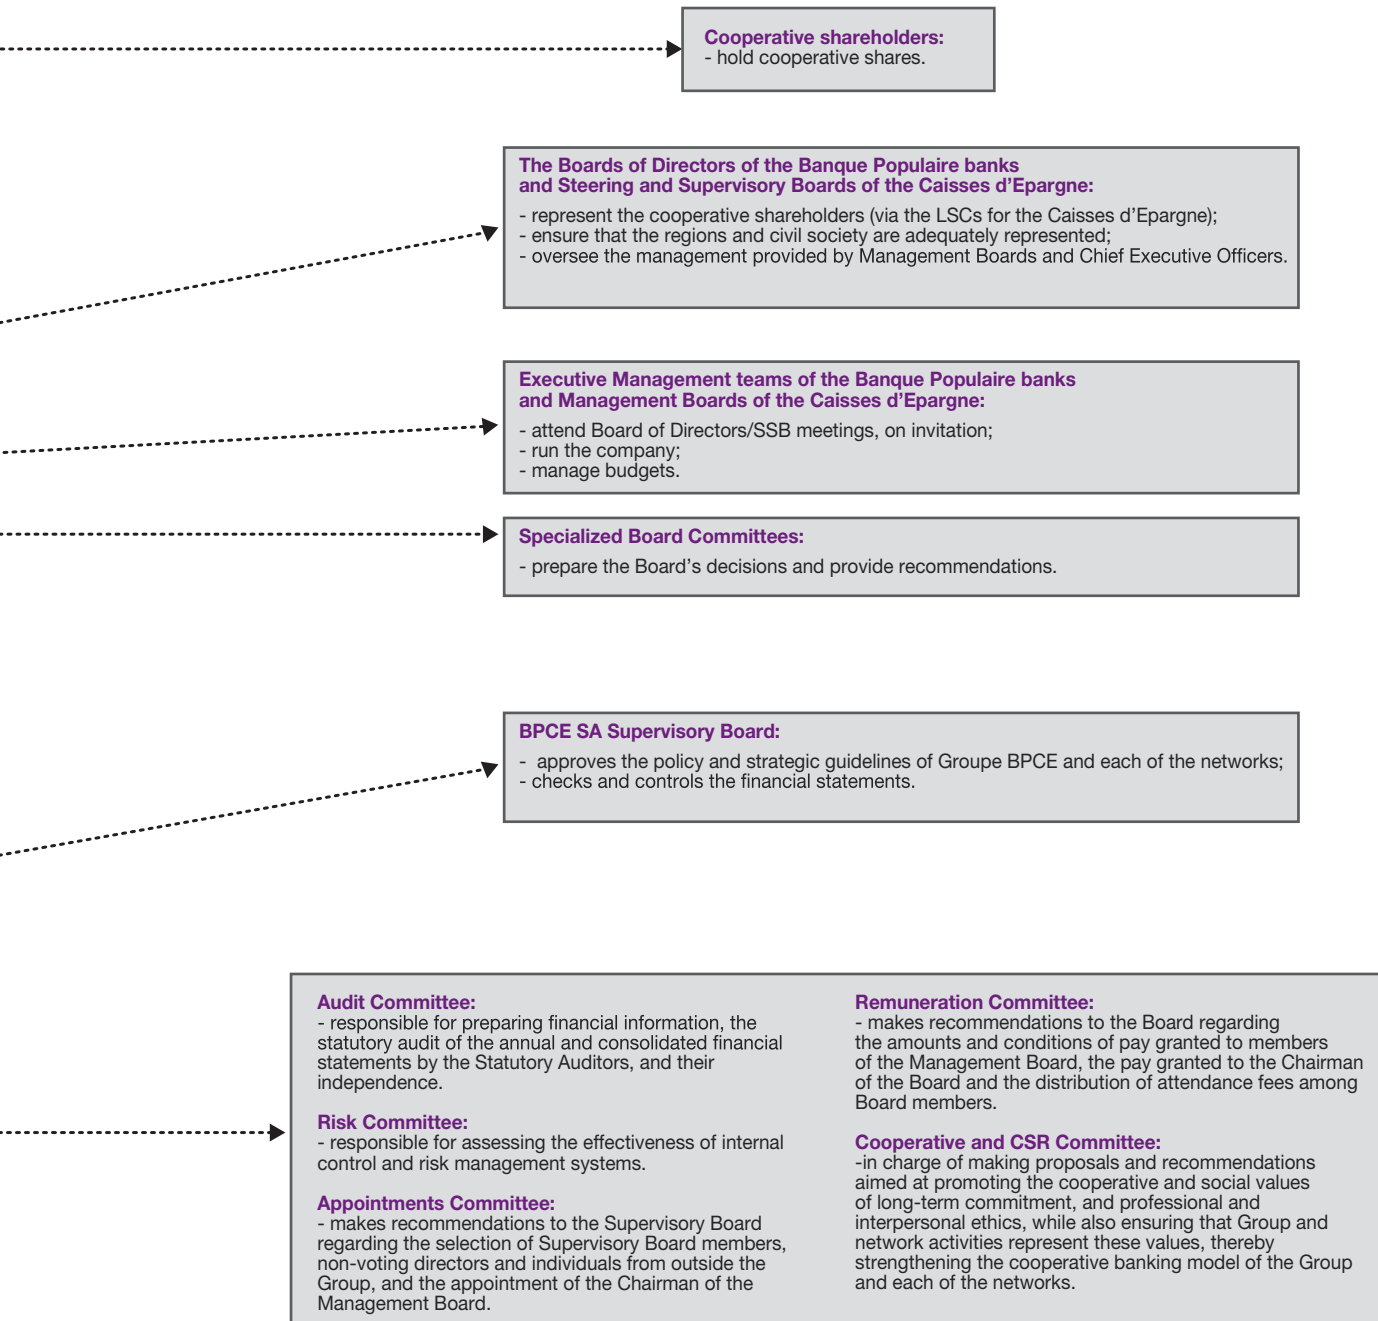 Cooperative shareholders:
- hold cooperative shares.
The Boards of Directors of the Banque Populaire banks
and Steering and Supervisory Boards of the Caisses d’Epargne:
- represent the cooperative shareholders (via the LSCs for the Caisses d’Epargne);
- ensure that the regions and civil society are adequately represented;
- oversee the management provided by Management Boards and Chief Executive Officers.
Executive Management teams of the Banque Populaire banks
and Management Boards of the Caisses d’Epargne:
- attend Board of Directors/SSB meetings, on invitation;
- run the company;
- manage budgets.
Specialized Board Committees:
- prepare the Board’s decisions and provide recommendations.
BPCE SA Supervisory Board:
- approves the policy and strategic guidelines of Groupe BPCE and each of the networks;
- checks and controls the financial statements.
Audit Committee:
- responsible for preparing financial information, the
statutory audit of the annual and consolidated financial
statements by the Statutory Auditors, and their
independence.
Risk Committee:
- responsible for assessing the effectiveness of internal
control and risk management systems.
Appointments Committee:
- makes recommendations to the Supervisory Board
regarding the selection of Supervisory Board members,
non-voting directors and individuals from outside the
Group, and the appointment of the Chairman of the
Management Board.
Remuneration Committee:
- makes recommendations to the Board regarding
the amounts and conditions of pay granted to members
of the Management Board, the pay granted to the Chairman
of the Board and the distribution of attendance fees among
Board members.
Cooperative and CSR Committee:
-in charge of making proposals and recommendations
aimed at promoting the cooperative and social values
of long-term commitment, and professional and
interpersonal ethics, while also ensuring that Group and
network activities represent these values, thereby
strengthening the cooperative banking model of the Group
and each of the networks.